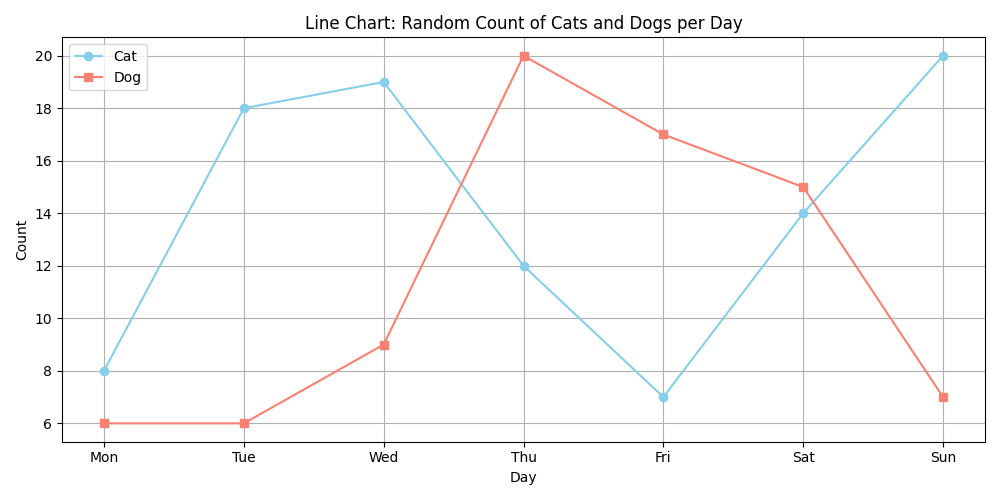 Line Chart: Random Count of Cats and Dogs per Day
Cat
Dog
20
18
16
14
12
10
8
6
Count
Mon Tue Wed Thu Fri Sat Sun
Day